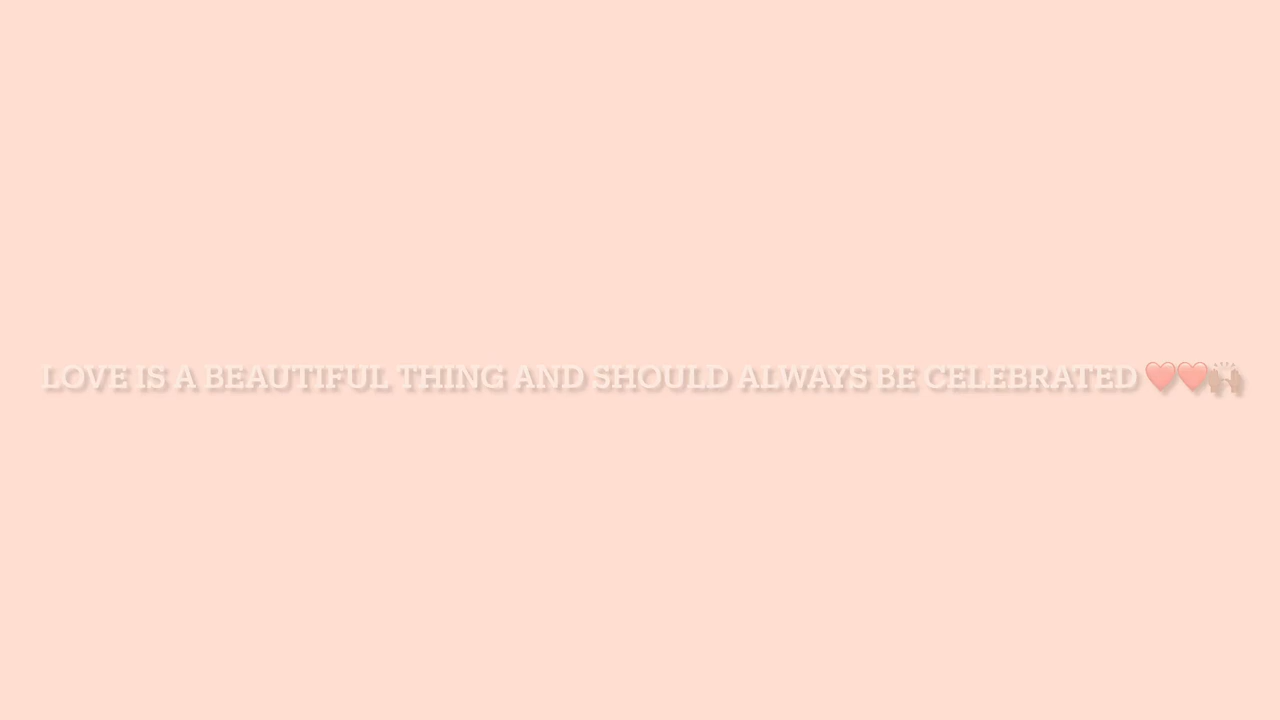 LOVE IS A BEAUTIFUL THING AND SHOULD ALWAYS BE CELEBRATED ❤️❤️🙌🏾